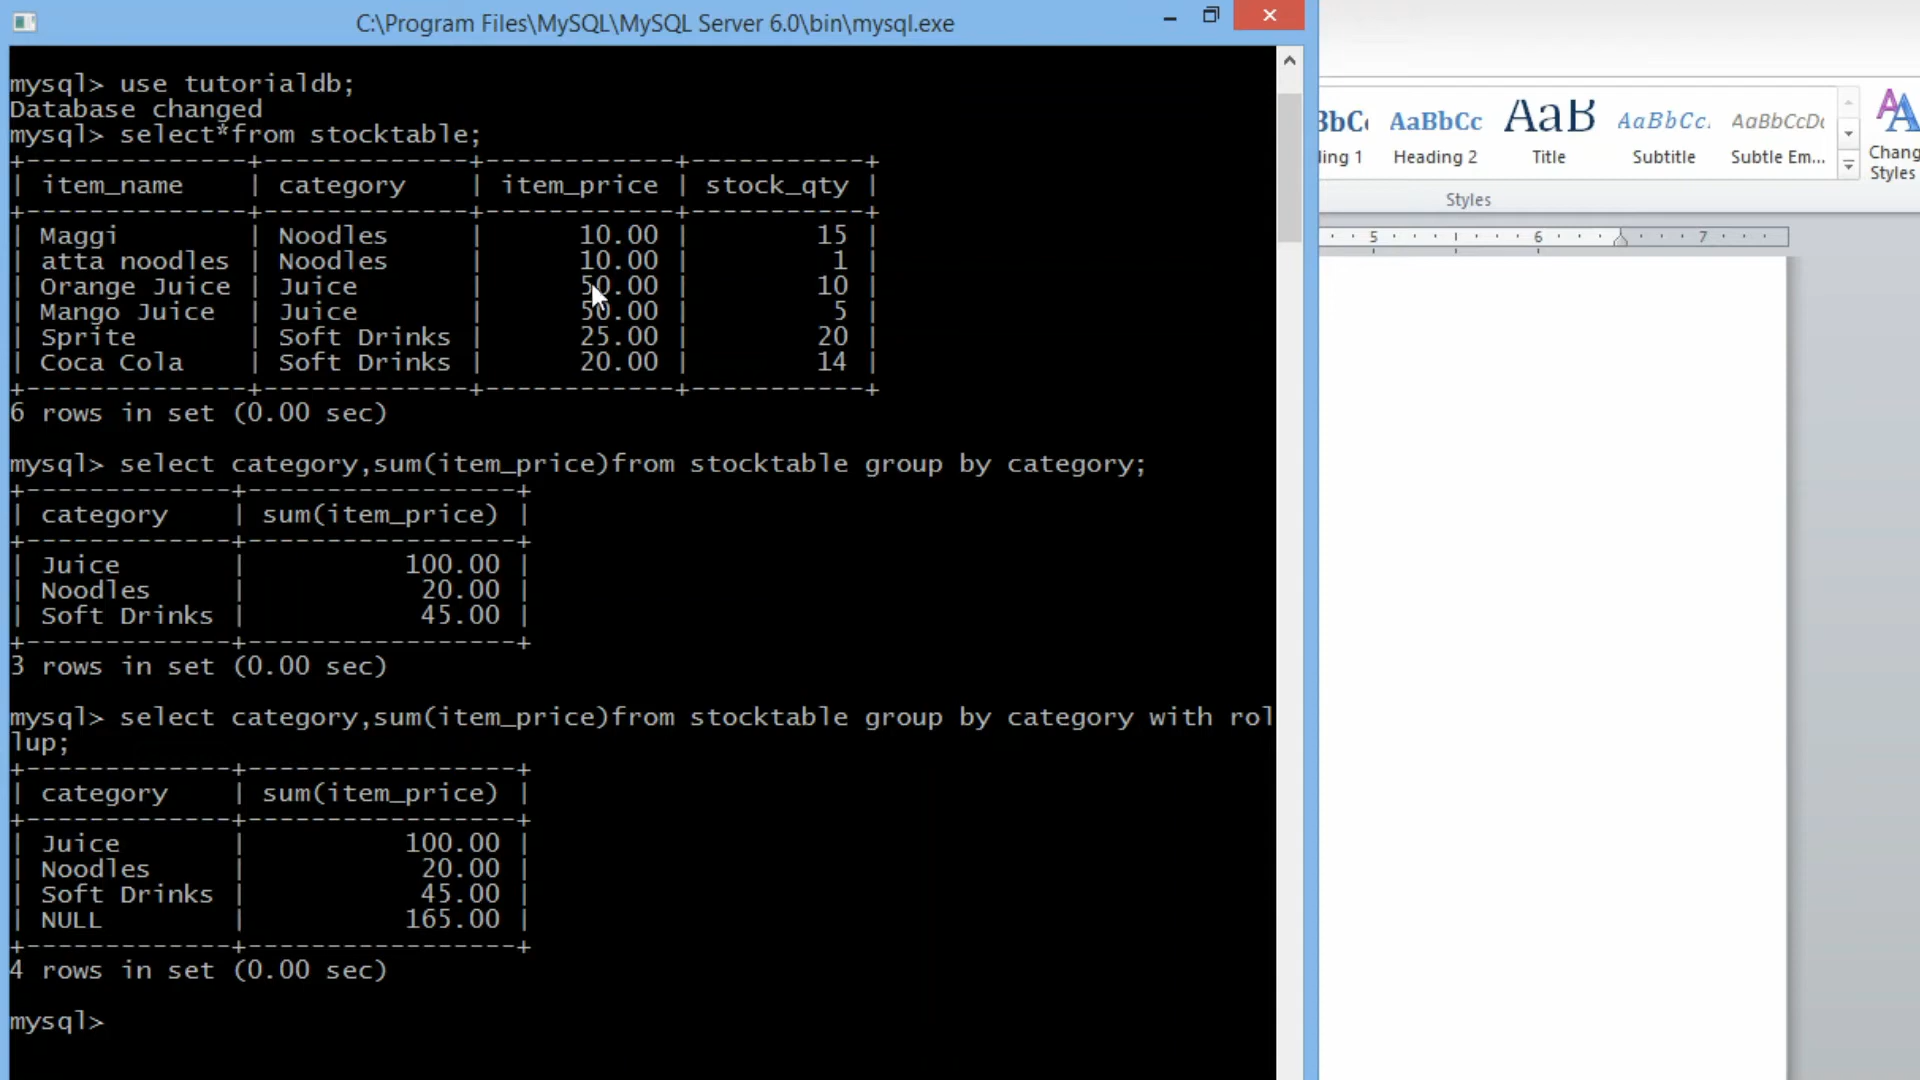 C:\Program Files\MySQL\MySQL Server 6.0\bin\mysql.exe
mysql> use tutorialdb;
Database changed
mysql> select*from stocktable;
+---------------+-------------+------------+-----------+
| item_name | category | item_price | stock_qty |
+---------------+-------------+------------+-----------+
| Maggi | Noodles | 10.00 | 15 |
| atta noodles | Noodles | 10.00 | 1 |
| Orange Juice | Juice | 50.00 | 10 |
| Mango Juice | Juice | 50.00 | 5 |
| Sprite | Soft Drinks | 25.00 | 20 |
| Coca Cola | Soft Drinks | 20.00 | 14 |
+---------------+-------------+------------+-----------+
6 rows in set (0.00 sec)
mysql> select category,sum(item_price)from stocktable group by category;
+-------------+-----------------+
| category | sum(item_price) |
+-------------+-----------------+
| Juice | 100.00 |
| Noodles | 20.00 |
| Soft Drinks | 45.00 |
+-------------+-----------------+
3 rows in set (0.00 sec)
mysql> select category,sum(item_price)from stocktable group by category with rol
lup;
+-------------+-----------------+
| category | sum(item_price) |
+-------------+-----------------+
| Juice | 100.00 |
| Noodles | 20.00 |
| Soft Drinks | 45.00 |
| NULL | 165.00 |
+-------------+-----------------+
4 rows in set (0.00 sec)
mysql>
AaBbCc AaB AaBbCc. AaBbCcDc
ling 1 Heading 2 Title Subtitle Subtle Em...
Chang
Styles
Styles
5 6 7